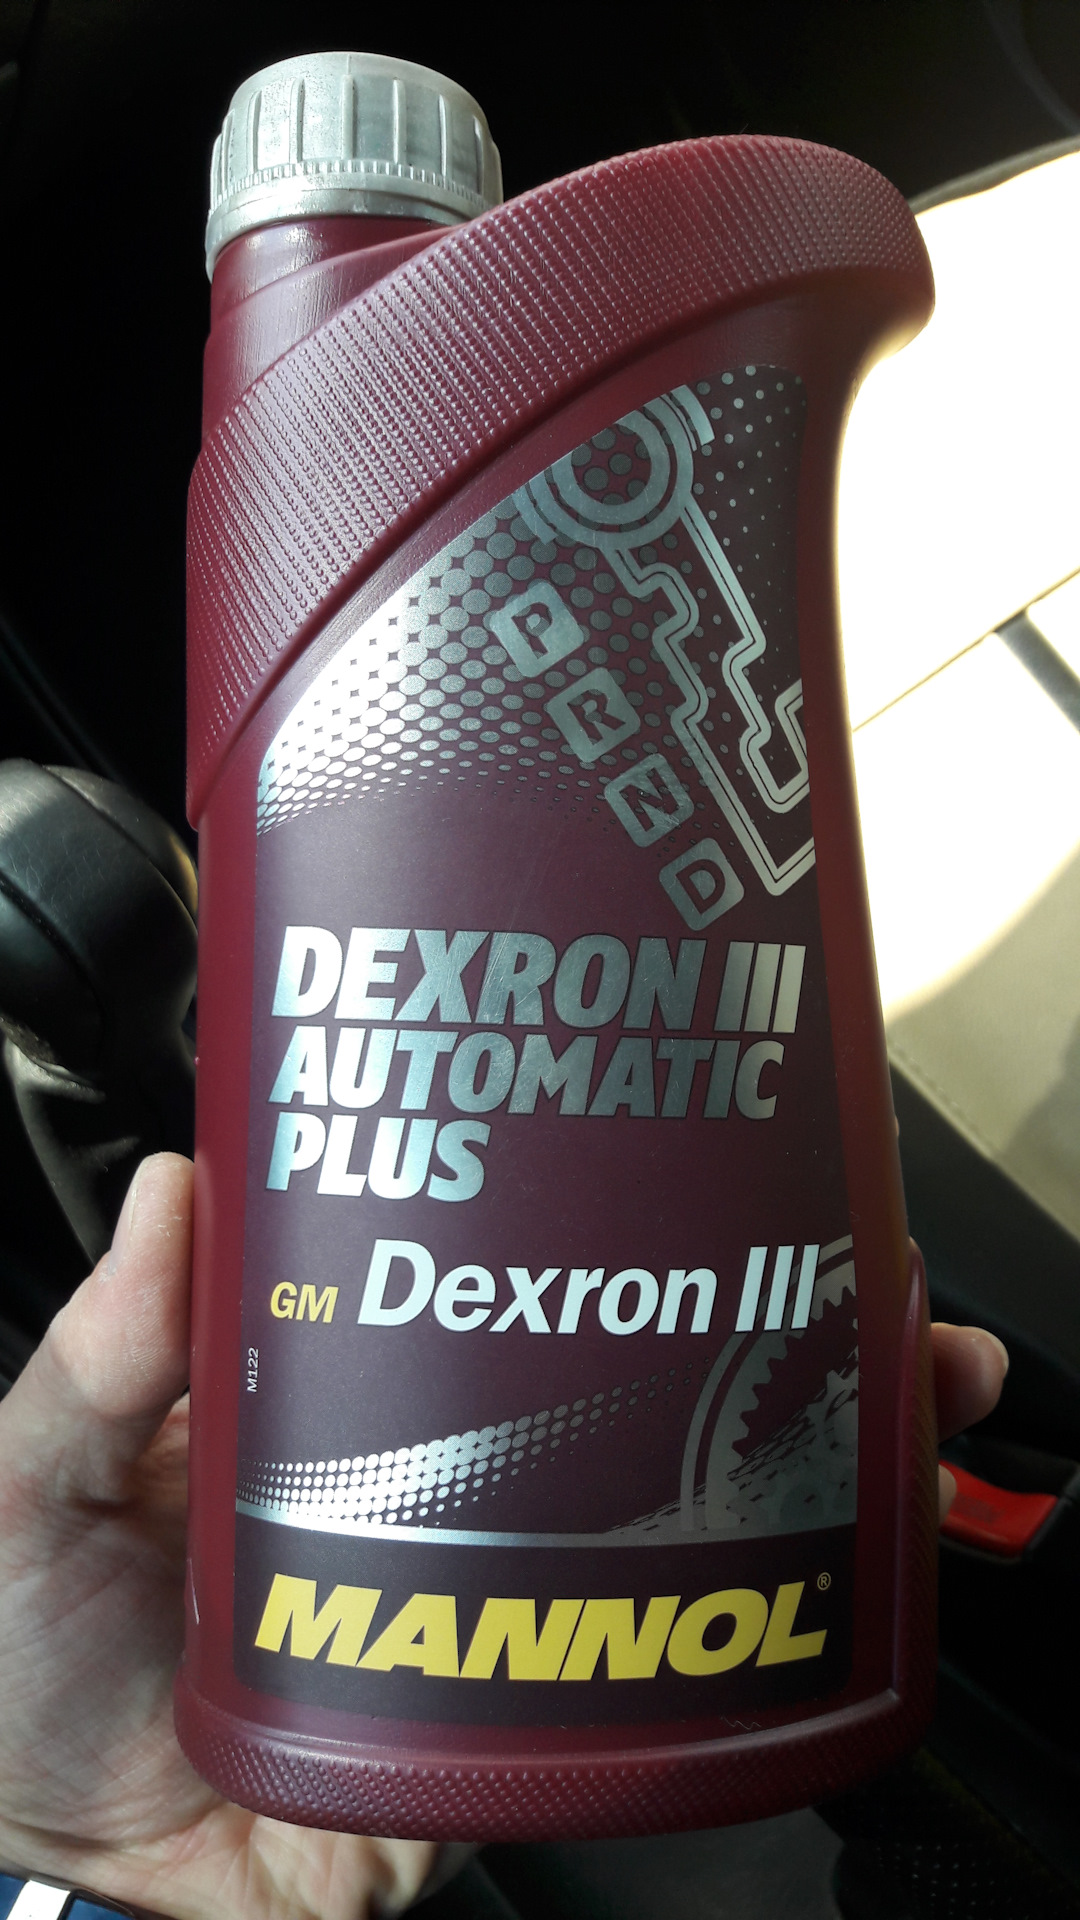 P
R
N
D
DEXRON III
AUTOMATIC
PLUS
GM Dexron III
M122
MANNOL®